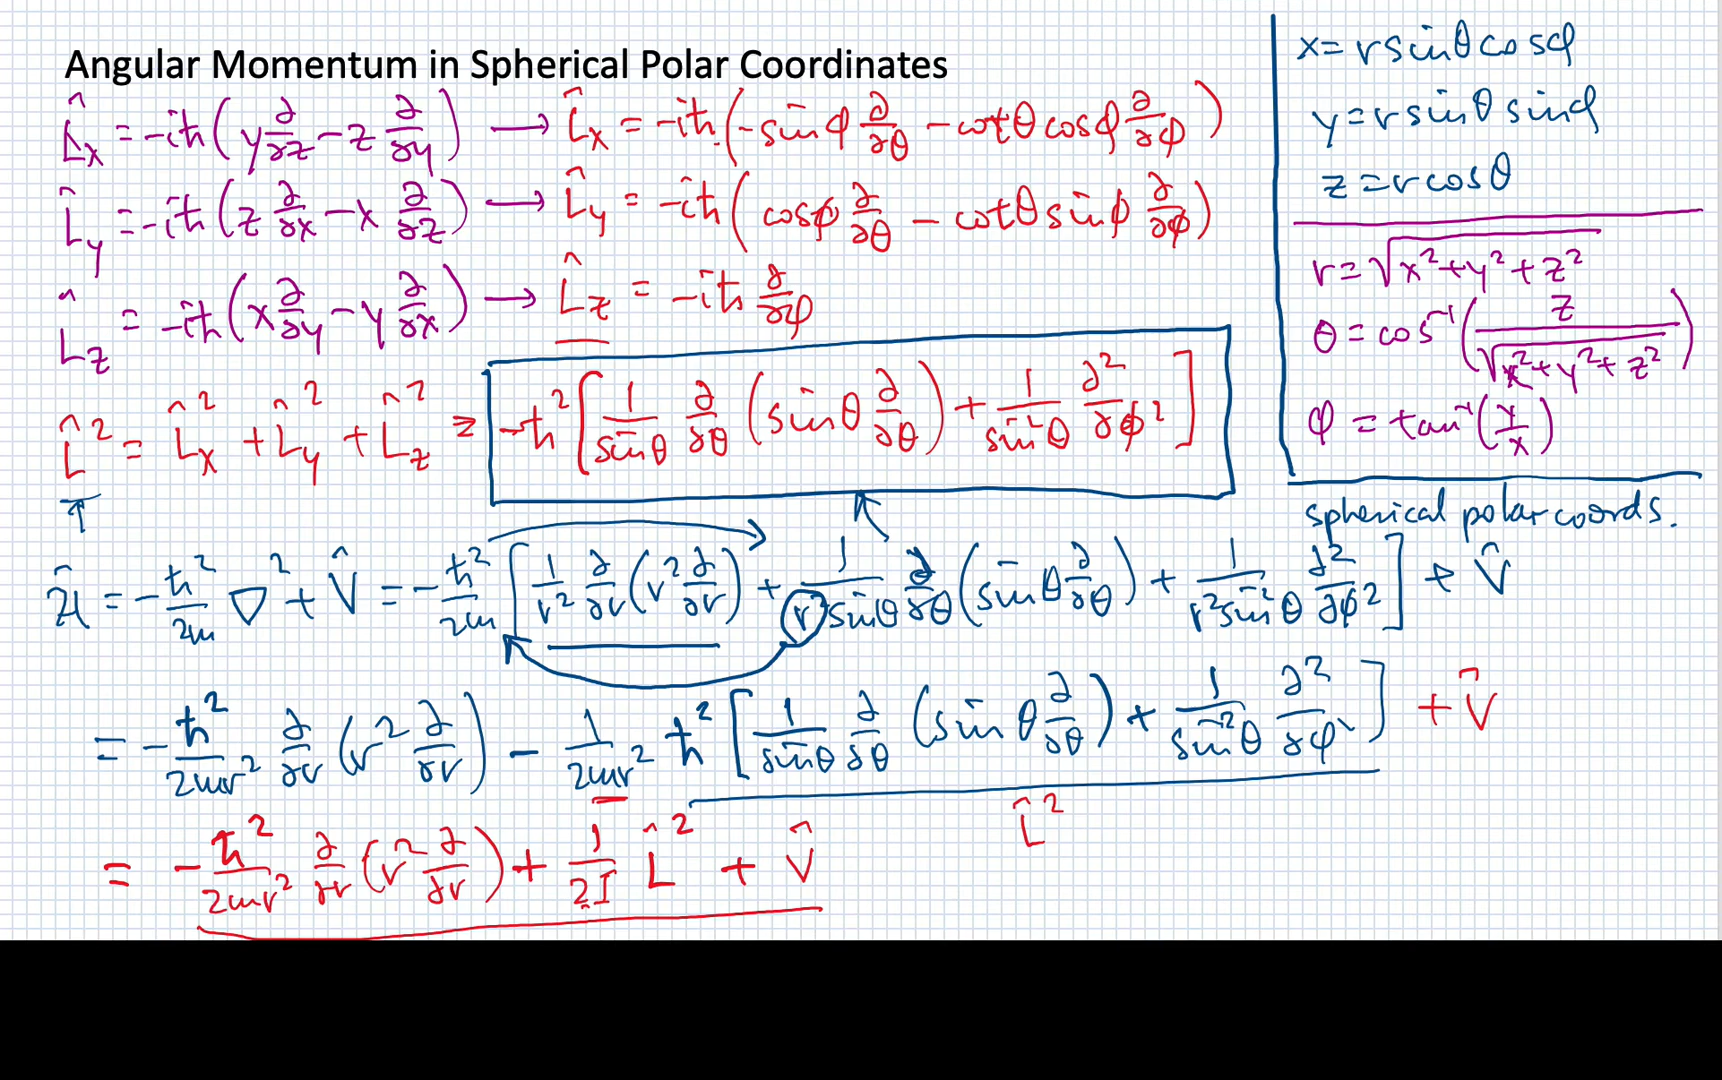 Angular Momentum in Spherical Polar Coordinates
L̂x = -iħ(y ∂/∂z - z ∂/∂y) → L̂x = -iħ(-sinφ ∂/∂θ - cotθ cosφ ∂/∂φ)
L̂y = -iħ(z ∂/∂x - x ∂/∂z) → L̂y = -iħ(cosφ ∂/∂θ - cotθ sinφ ∂/∂φ)
L̂z = -iħ(x ∂/∂y - y ∂/∂x) → L̂z = -iħ ∂/∂φ
L̂² = L̂x² + L̂y² + L̂z² = -ħ²[1/sinθ ∂/∂θ (sinθ ∂/∂θ) + 1/sin²θ ∂²/∂φ²]
Ĥ = -ħ²/2m ∇² + V̂ = -ħ²/2m [1/r² ∂/∂r (r² ∂/∂r) + 1/r²sinθ ∂/∂θ (sinθ ∂/∂θ) + 1/r²sin²θ ∂²/∂φ²] + V̂
= -ħ²/2mr² ∂/∂r (r² ∂/∂r) - 1/2mr² ħ² [1/sinθ ∂/∂θ (sinθ ∂/∂θ) + 1/sin²θ ∂²/∂φ²] + V̂
L̂²
= -ħ²/2mr² ∂/∂r (r² ∂/∂r) + 1/2I L̂² + V̂
x = r sinθ cosφ
y = r sinθ sinφ
z = r cosθ
r = √(x² + y² + z²)
θ = cos⁻¹(z/√(x² + y² + z²))
φ = tan⁻¹(y/x)
spherical polar coords.